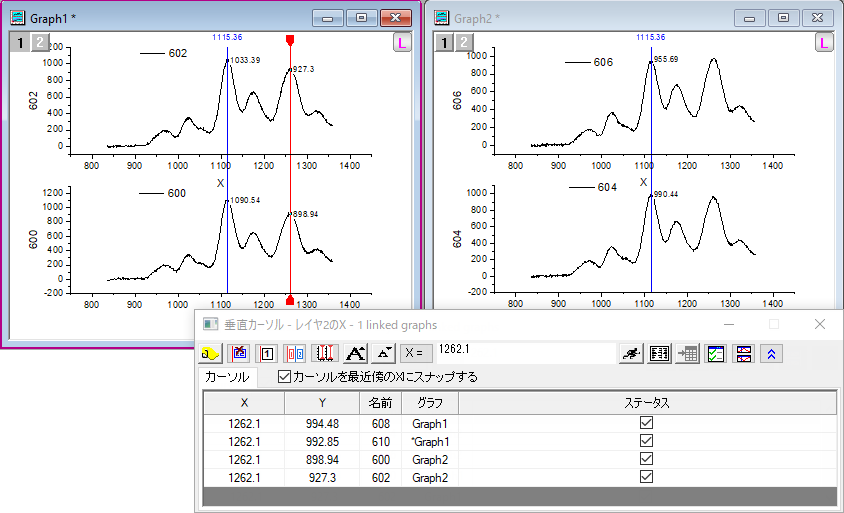 Graph1 *
1 2
L
1115.36
602
1033.39
927.3
602
1200
1000
800
600
400
200
0
800 900 1000 1100 1200 1300 1400
X
600
1090.54
898.94
600
1200
1000
800
600
400
200
0
-200
800 900 1000 1100 1200 1300 1400
Graph2 *
1 2
L
1115.36
606
955.69
606
1000
800
600
400
200
0
800 900 1000 1100 1200 1300 1400
X
604
990.44
604
1000
800
600
400
200
0
-200
800 900 1000 1100 1200 1300 1400
垂直カーソル - レイヤ2のX - 1 linked graphs
1 1 2 A A X = 1262.1
カーソル カーソルを最近傍のXにスナップする
X Y 名前 グラフ ステータス
1262.1 994.48 608 Graph1
1262.1 992.85 610 *Graph1
1262.1 898.94 600 Graph2
1262.1 927.3 602 Graph2